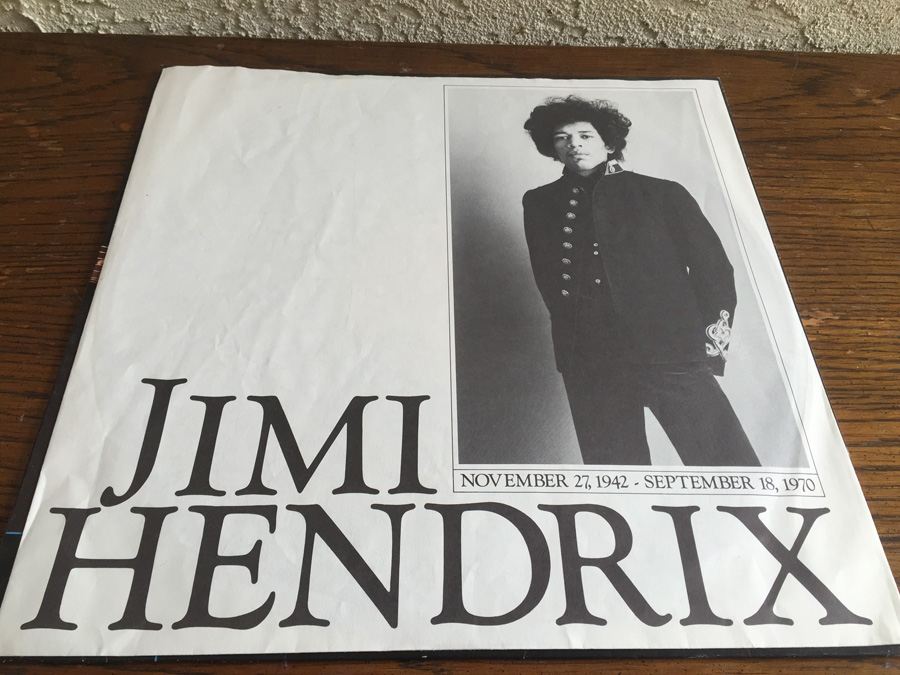 NOVEMBER 27, 1942 - SEPTEMBER 18, 1970
JIMI
HENDRIX